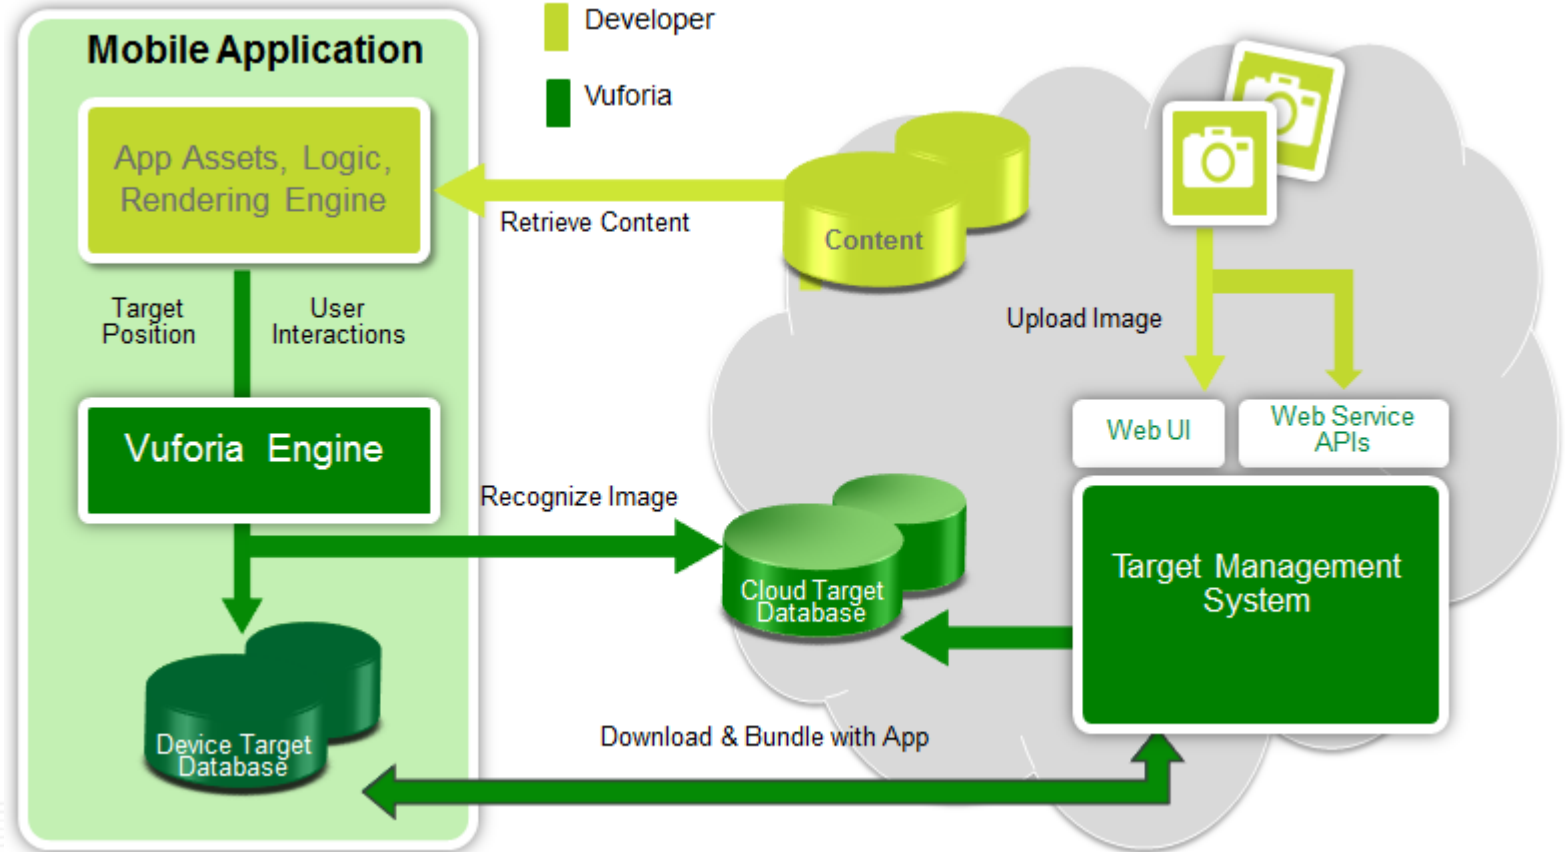 Developer
Vuforia
Mobile Application
App Assets, Logic,
Rendering Engine
Retrieve Content
Content
Target
Position
User
Interactions
Upload Image
Vuforia Engine
Web UI
Web Service
APIs
Recognize Image
Cloud Target
Database
Target Management
System
Device Target
Database
Download & Bundle with App